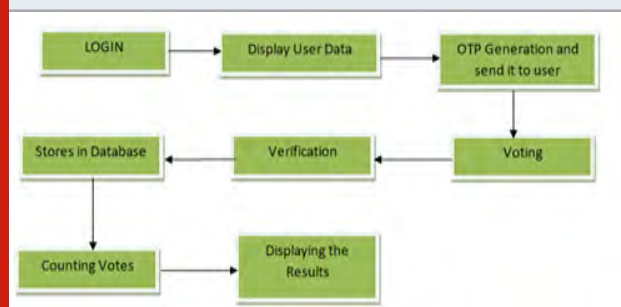 LOGIN
Display User Data
OTP Generation and
send it to user
Voting
Verification
Stores in Database
Counting Votes
Displaying the
Results